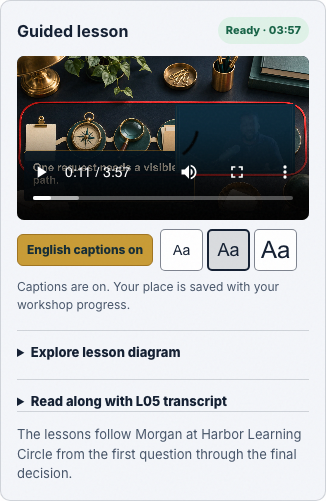 Guided lesson
Ready · 03:57
One request needs a visible
path.
0:11 / 3:57
English captions on
Aa
Aa
Aa
Captions are on. Your place is saved with your
workshop progress.
Explore lesson diagram
Read along with L05 transcript
The lessons follow Morgan at Harbor Learning
Circle from the first question through the final
decision.